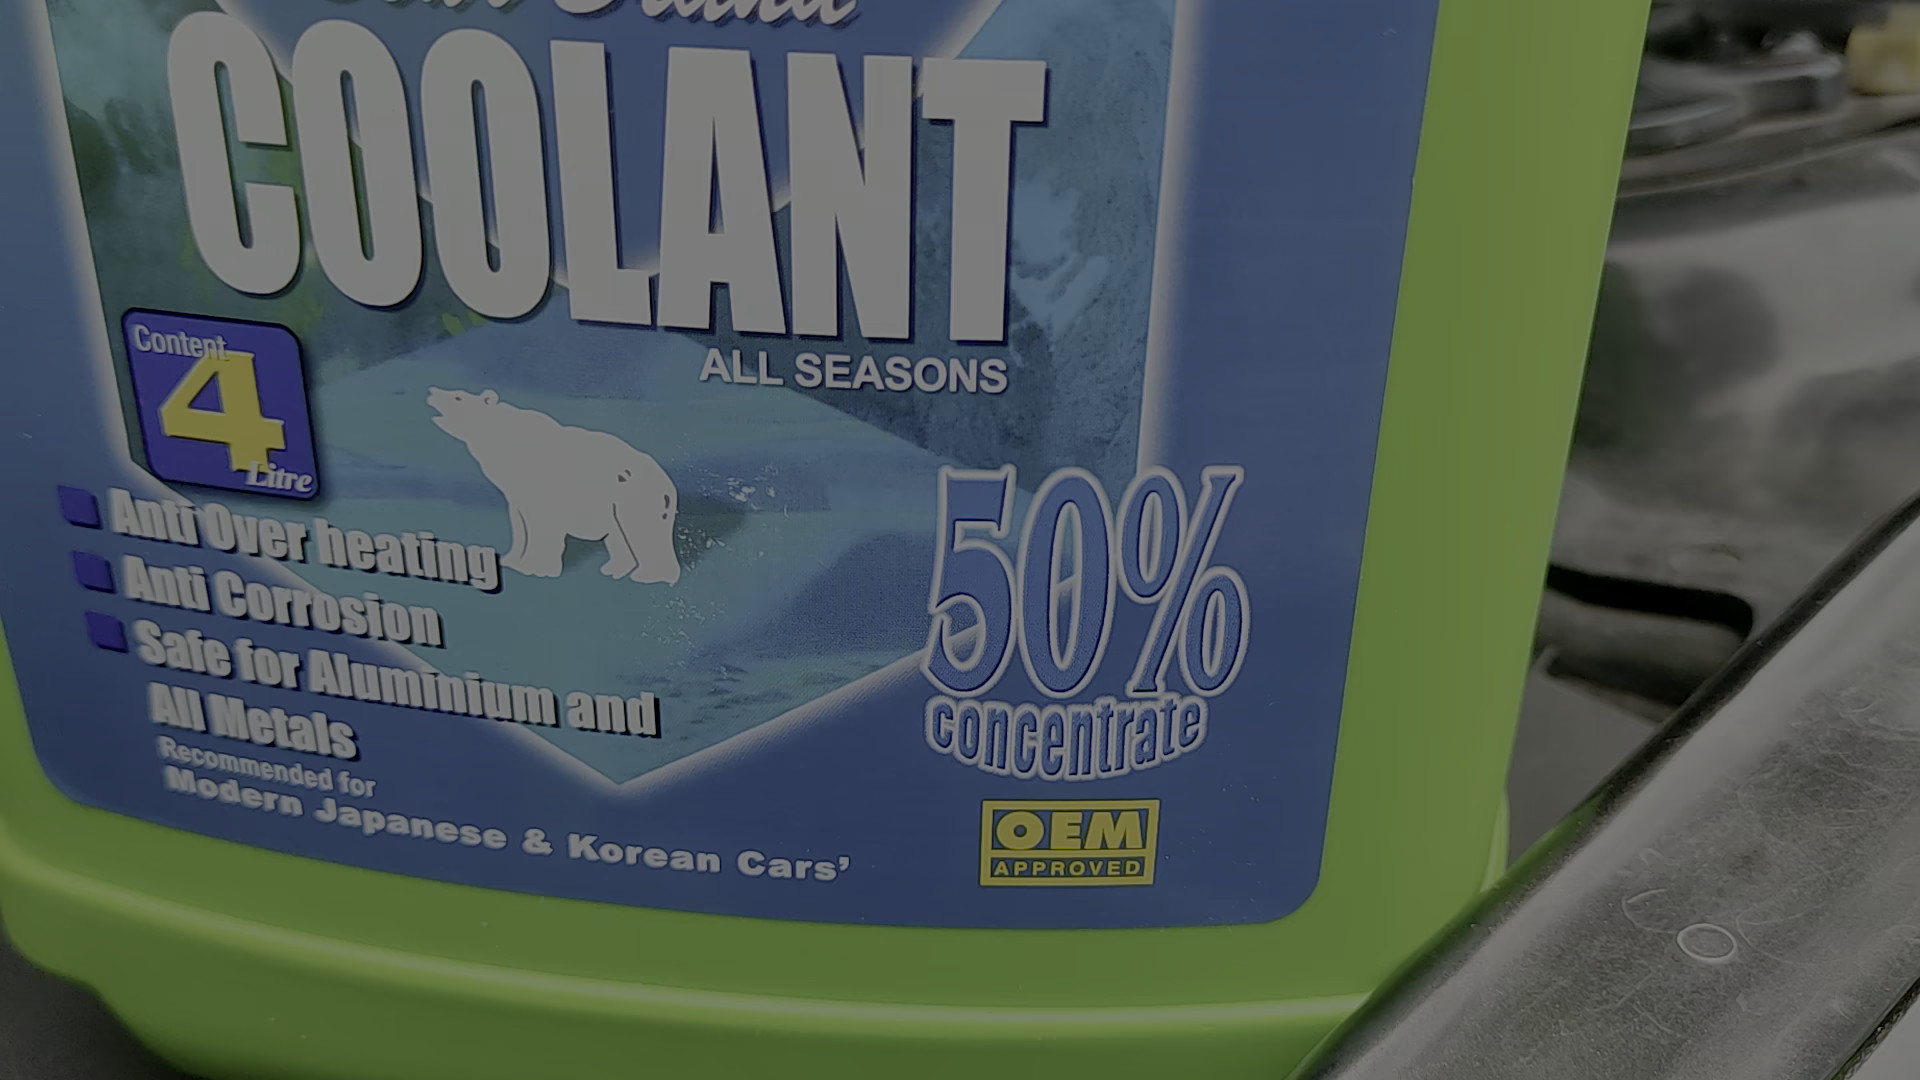 COOLANT
ALL SEASONS
Content
4
Litre
Anti Over heating
Anti Corrosion
Safe for Aluminium and
All Metals
Recommended for
Modern Japanese & Korean Cars’
50%
concentrate
OEM
APPROVED